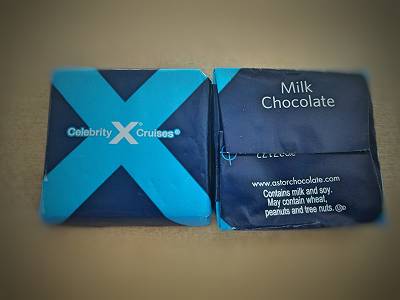 Celebrity X Cruises®
Milk
Chocolate
www.astorchocolate.com
Contains milk and soy.
May contain wheat,
peanuts and tree nuts.